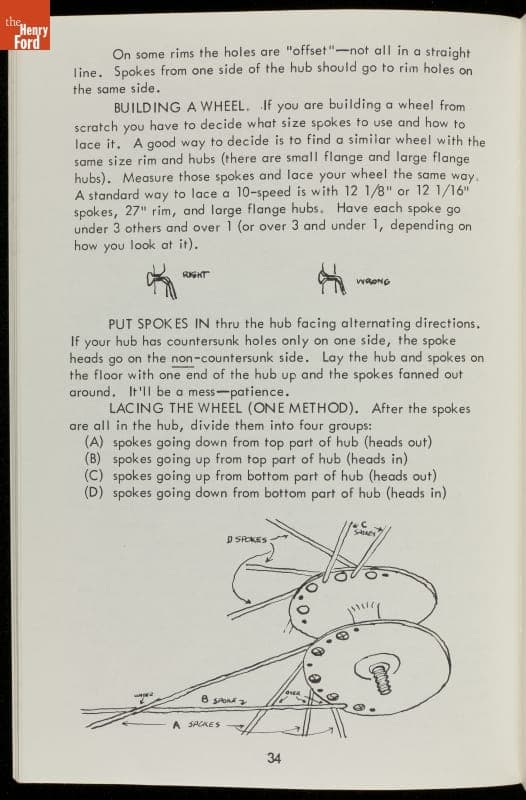 the Henry Ford
On some rims the holes are "offset"—not all in a straight
line. Spokes from one side of the hub should go to rim holes on
the same side.
BUILDING A WHEEL. If you are building a wheel from
scratch you have to decide what size spokes to use and how to
lace it. A good way to decide is to find a similar wheel with the
same size rim and hubs (there are small flange and large flange
hubs). Measure those spokes and lace your wheel the same way.
A standard way to lace a 10-speed is with 12 1/8" or 12 1/16"
spokes, 27" rim, and large flange hubs. Have each spoke go
under 3 others and over 1 (or over 3 and under 1, depending on
how you look at it).
RIGHT
WRONG
PUT SPOKES IN thru the hub facing alternating directions.
If your hub has countersunk holes only on one side, the spoke
heads go on the non-countersunk side. Lay the hub and spokes on
the floor with one end of the hub up and the spokes fanned out
around. It'll be a mess—patience.
LACING THE WHEEL (ONE METHOD). After the spokes
are all in the hub, divide them into four groups:
(A) spokes going down from top part of hub (heads out)
(B) spokes going up from top part of hub (heads in)
(C) spokes going up from bottom part of hub (heads out)
(D) spokes going down from bottom part of hub (heads in)
C SPOKES
D SPOKES
UNDER
B SPOKE
OVER
A SPOKES
34